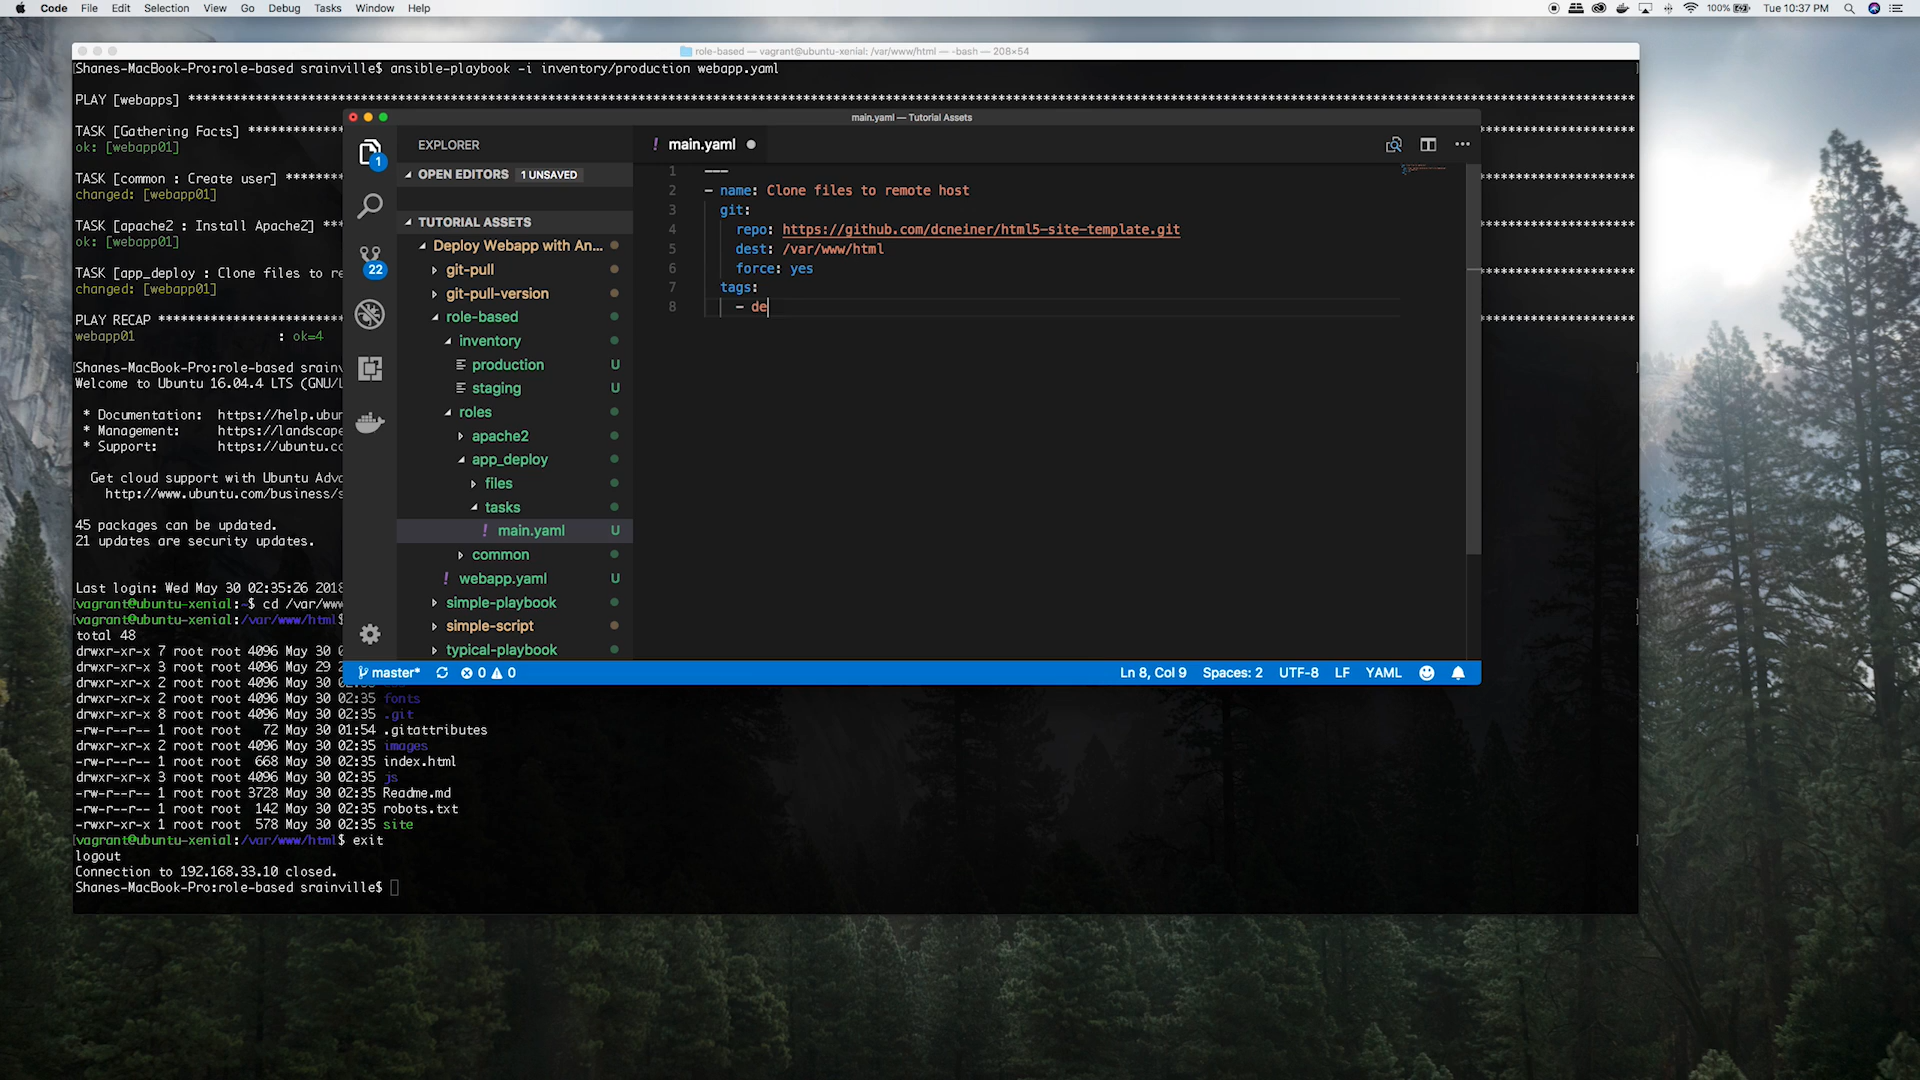 Code File Edit Selection View Go Debug Tasks Window Help
100% Tue 10:37 PM
role-based — vagrant@ubuntu-xenial: /var/www/html — -bash — 208×54
[Shanes-MacBook-Pro:role-based srainville$ ansible-playbook -i inventory/production webapp.yaml ]
PLAY [webapps] ****************************************************************
TASK [Gathering Facts] *************
ok: [webapp01]
TASK [common : Create user] *********
changed: [webapp01]
TASK [apache2 : Install Apache2] ****
ok: [webapp01]
TASK [app_deploy : Clone files to re
changed: [webapp01]
PLAY RECAP *************************
webapp01 : ok=4
[Shanes-MacBook-Pro:role-based srainv
Welcome to Ubuntu 16.04.4 LTS (GNU/L
* Documentation: https://help.ubun
* Management: https://landscape
* Support: https://ubuntu.co
Get cloud support with Ubuntu Adva
http://www.ubuntu.com/business/s
45 packages can be updated.
21 updates are security updates.
Last login: Wed May 30 02:35:26 2018
[vagrant@ubuntu-xenial:~$ cd /var/www
[vagrant@ubuntu-xenial:/var/www/html$
total 48
drwxr-xr-x 7 root root 4096 May 30 0
drwxr-xr-x 3 root root 4096 May 29 2
drwxr-xr-x 2 root root 4096 May 30 02:35
drwxr-xr-x 2 root root 4096 May 30 02:35 fonts
drwxr-xr-x 8 root root 4096 May 30 02:35 .git
-rw-r--r-- 1 root root 72 May 30 01:54 .gitattributes
drwxr-xr-x 2 root root 4096 May 30 02:35 images
-rw-r--r-- 1 root root 668 May 30 02:35 index.html
drwxr-xr-x 3 root root 4096 May 30 02:35 js
-rw-r--r-- 1 root root 3728 May 30 02:35 Readme.md
-rw-r--r-- 1 root root 142 May 30 02:35 robots.txt
-rwxr-xr-x 1 root root 578 May 30 02:35 site
[vagrant@ubuntu-xenial:/var/www/html$ exit ]
logout
Connection to 192.168.33.10 closed.
Shanes-MacBook-Pro:role-based srainville$
main.yaml — Tutorial Assets
1
22
EXPLORER
OPEN EDITORS 1 UNSAVED
TUTORIAL ASSETS
Deploy Webapp with An...
git-pull
git-pull-version
role-based
inventory
production U
staging U
roles
apache2
app_deploy
files
tasks
! main.yaml U
common
! webapp.yaml U
simple-playbook
simple-script
typical-playbook
! main.yaml
1 ---
2 - name: Clone files to remote host
3 git:
4 repo: https://github.com/dcneiner/html5-site-template.git
5 dest: /var/www/html
6 force: yes
7 tags:
8 - de
master* 0 0 Ln 8, Col 9 Spaces: 2 UTF-8 LF YAML